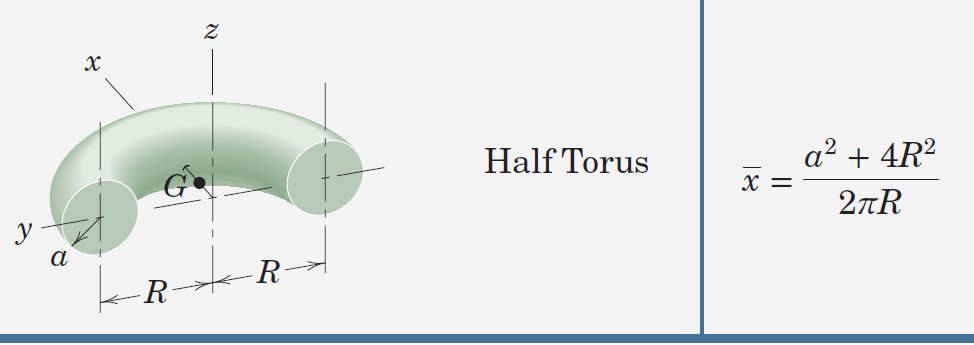 z
x
G
y
a
R
R
Half Torus
x̅ = (a² + 4R²) / (2πR)